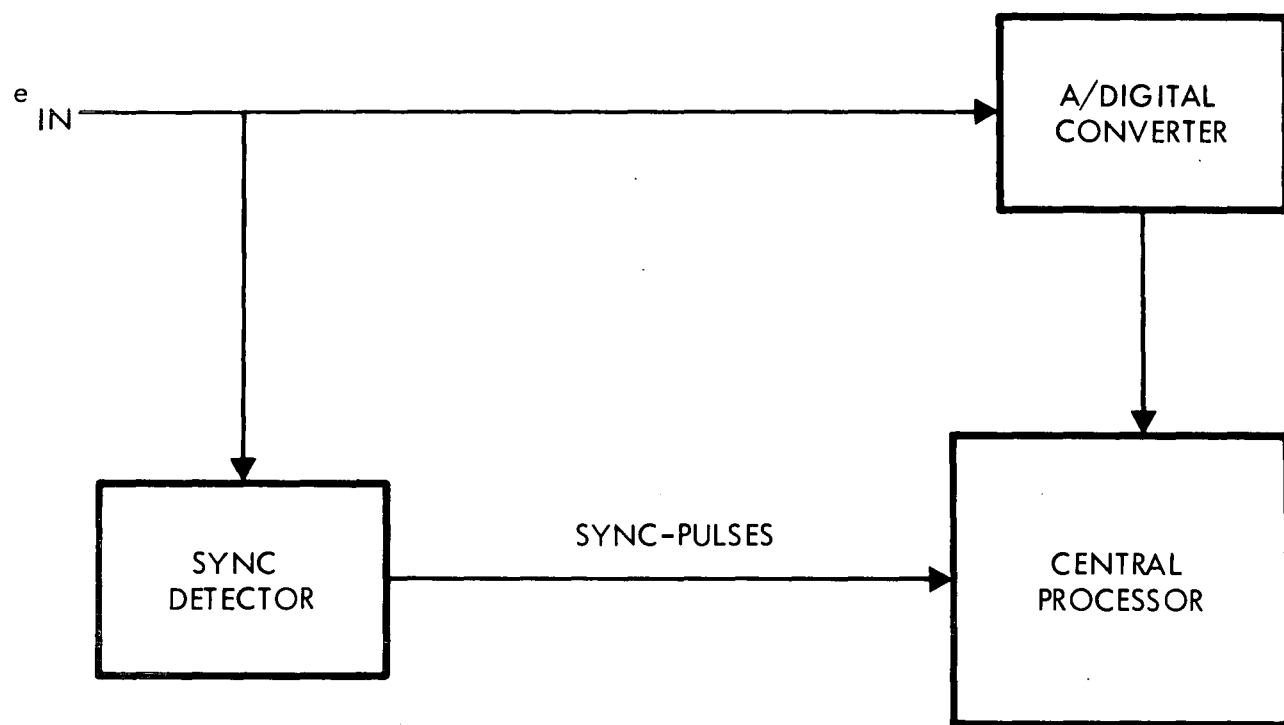 e IN
A/DIGITAL
CONVERTER
SYNC-PULSES
SYNC
DETECTOR
CENTRAL
PROCESSOR